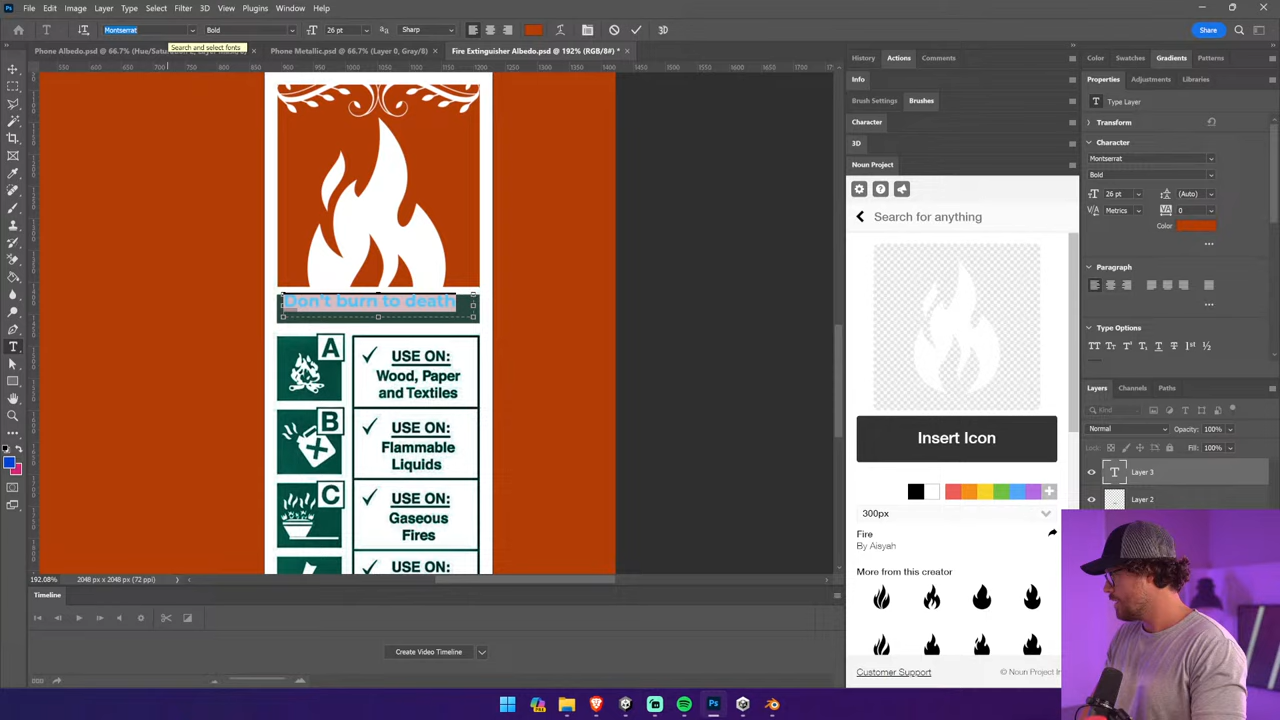 File Edit Image Layer Type Select Filter 3D View Plugins Window Help
Montserrat Bold 26 pt Sharp 3D Share
Search and select fonts
Fire Extinguisher Albedo.psd @ 192% (RGB/8#) *
Phone Metallic.psd @ 66.7% (Layer 0, Gray/8)
Don't burn to death
A
USE ON:
Wood, Paper
and Textiles
B
USE ON:
Flammable
Liquids
C
USE ON:
Gaseous
Fires
USE ON:
192.08% 2048 px x 2048 px (72 ppi)
Timeline
Create Video Timeline
History Actions Comments
Info
Brush Settings Brushes
Character
3D
Noun Project
Search for anything
Insert Icon
300px
Fire
By Aisyah
More from this creator
Customer Support © Noun Project
Color Swatches Gradients Patterns
Properties Adjustments Libraries
Type Layer
Transform
Character
Montserrat
Bold
26 pt (Auto)
Metrics 0
Color
Paragraph
Type Options
Layers Channels Paths
Kind
Normal Opacity: 100%
Lock: Fill: 100%
Layer 3
Layer 2